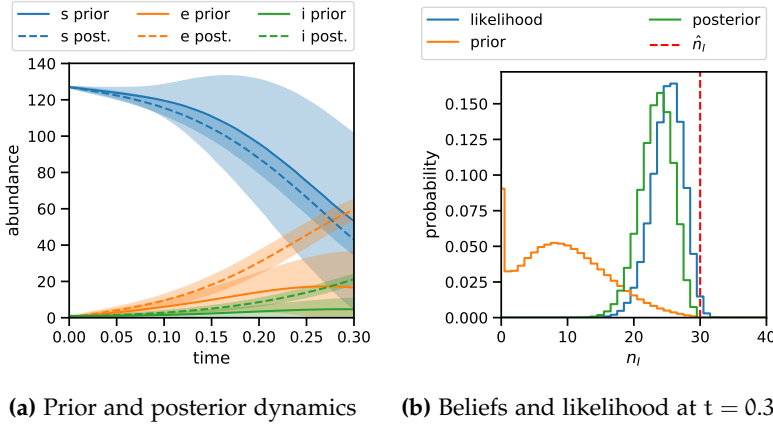 s prior
e prior
i prior
s post.
e post.
i post.
140
120
100
80
60
40
20
0
abundance
0.00
0.05
0.10
0.15
0.20
0.25
0.30
time
(a) Prior and posterior dynamics
likelihood
posterior
prior
n̂_I
0.150
0.125
0.100
0.075
0.050
0.025
0.000
probability
0
10
20
30
40
n_I
(b) Beliefs and likelihood at t = 0.3